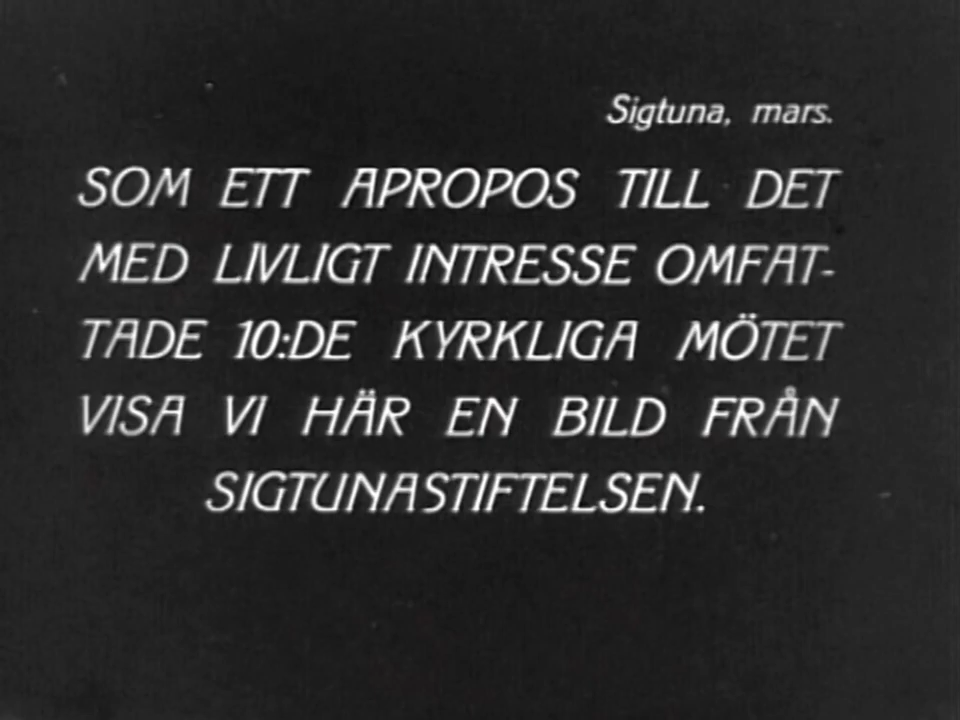 Sigtuna, mars.
SOM ETT APROPOS TILL DET
MED LIVLIGT INTRESSE OMFAT-
TADE 10:DE KYRKLIGA MÖTET
VISA VI HÄR EN BILD FRÅN
SIGTUNASTIFTELSEN.